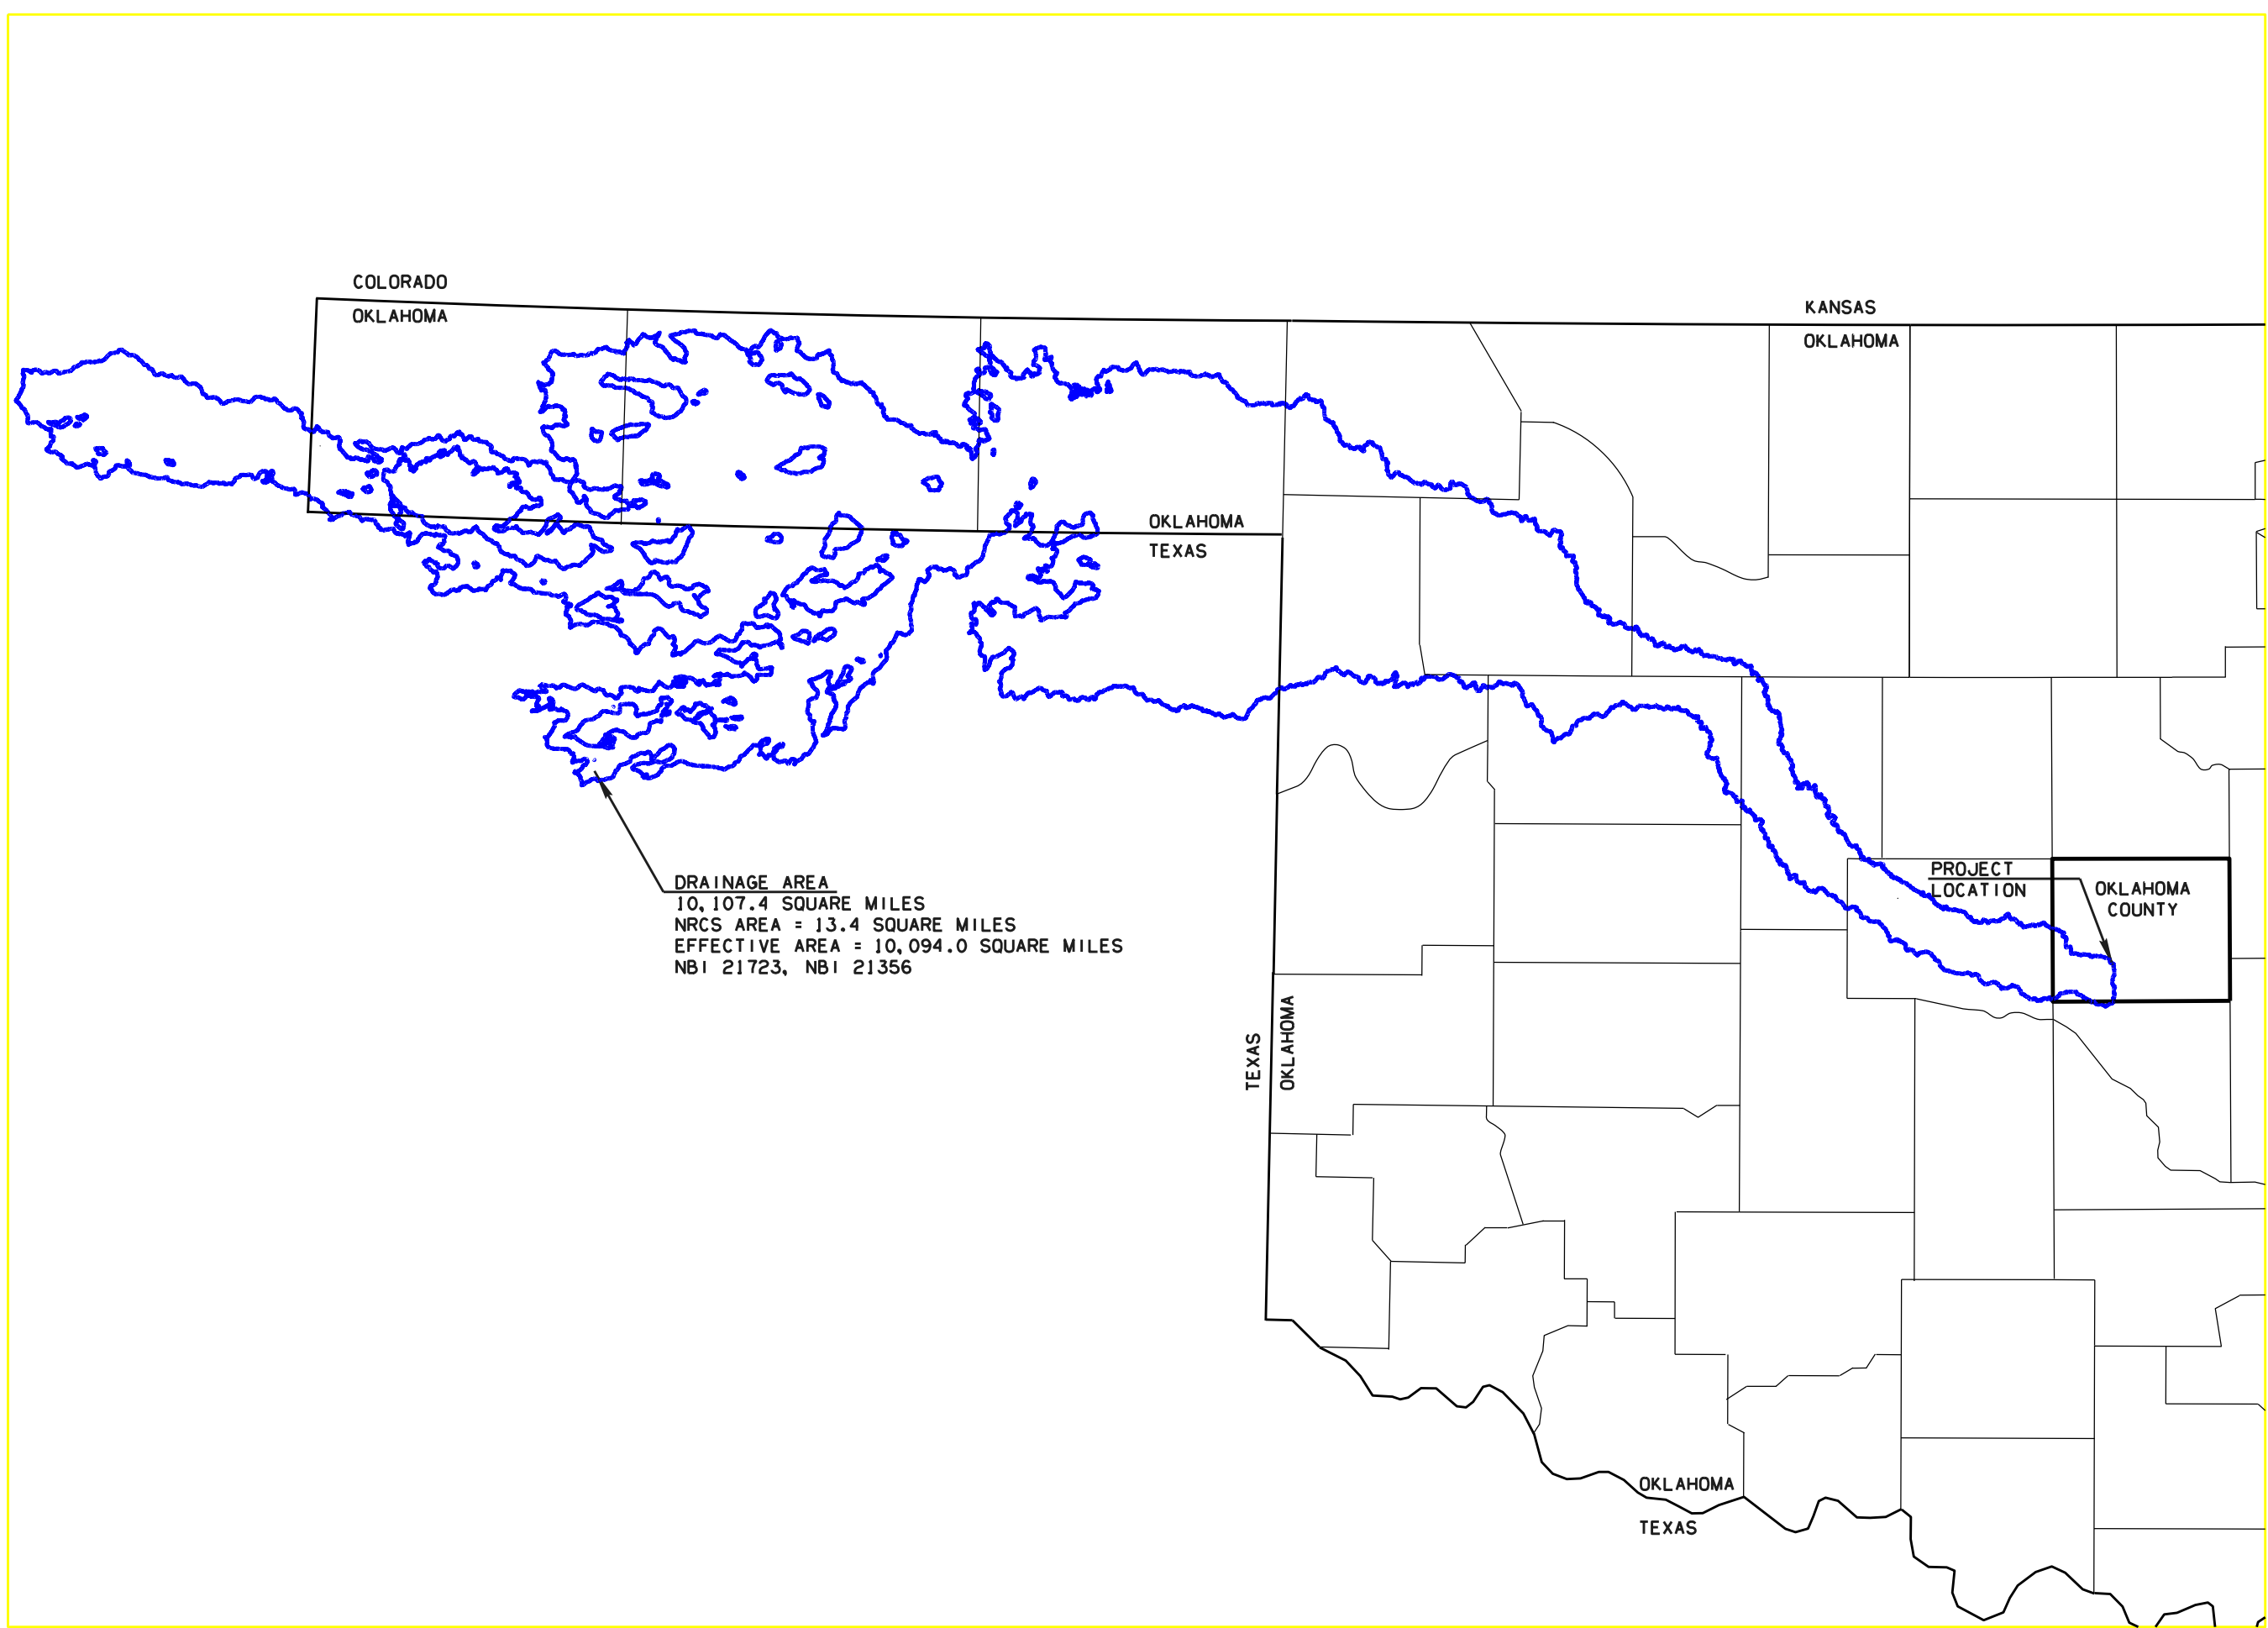 COLORADO
OKLAHOMA
KANSAS
OKLAHOMA
OKLAHOMA
TEXAS
PROJECT
LOCATION
OKLAHOMA
COUNTY
DRAINAGE AREA
10,107.4 SQUARE MILES
NRCS AREA = 13.4 SQUARE MILES
EFFECTIVE AREA = 10,094.0 SQUARE MILES
NBI 21723, NBI 21356
TEXAS
OKLAHOMA
OKLAHOMA
TEXAS